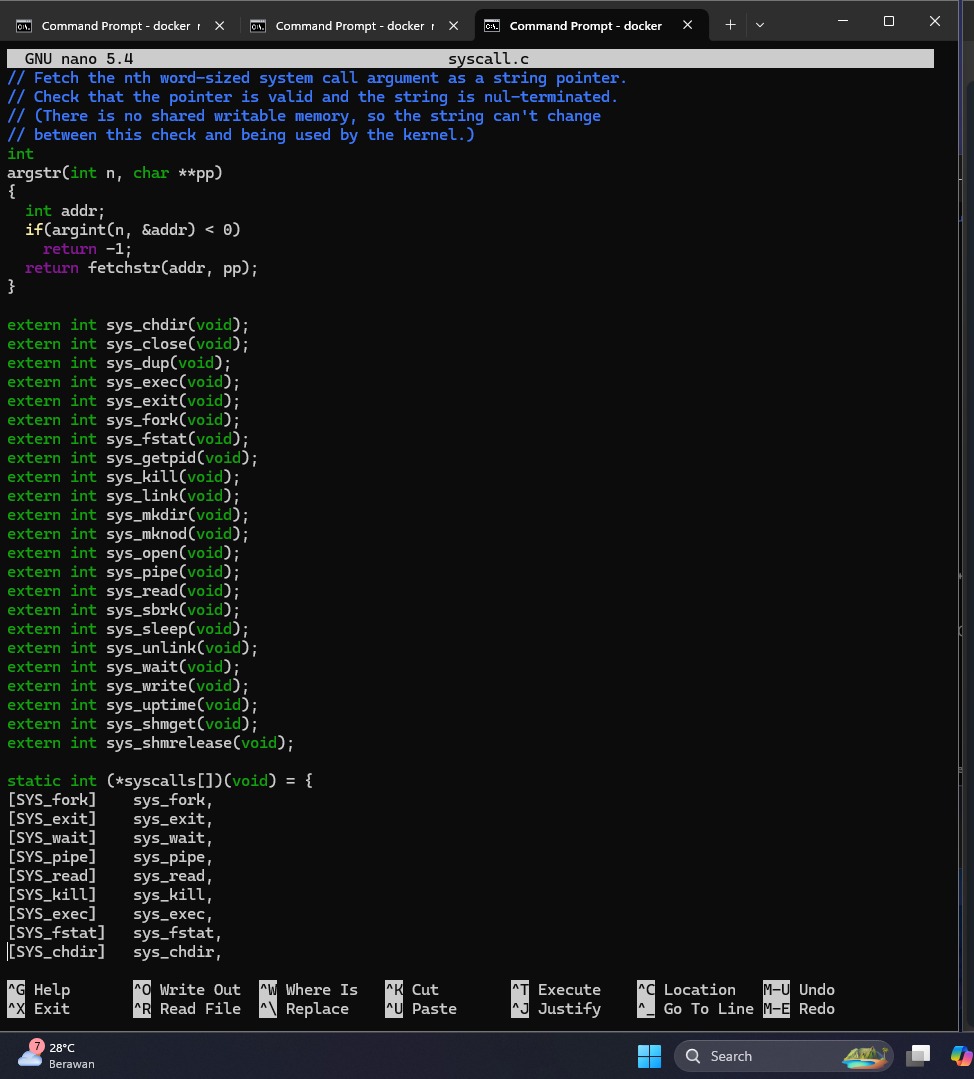 Command Prompt - docker r
Command Prompt - docker r
Command Prompt - docker
GNU nano 5.4 syscall.c
// Fetch the nth word-sized system call argument as a string pointer.
// Check that the pointer is valid and the string is nul-terminated.
// (There is no shared writable memory, so the string can't change
// between this check and being used by the kernel.)
int
argstr(int n, char **pp)
{
  int addr;
  if(argint(n, &addr) < 0)
    return -1;
  return fetchstr(addr, pp);
}
extern int sys_chdir(void);
extern int sys_close(void);
extern int sys_dup(void);
extern int sys_exec(void);
extern int sys_exit(void);
extern int sys_fork(void);
extern int sys_fstat(void);
extern int sys_getpid(void);
extern int sys_kill(void);
extern int sys_link(void);
extern int sys_mkdir(void);
extern int sys_mknod(void);
extern int sys_open(void);
extern int sys_pipe(void);
extern int sys_read(void);
extern int sys_sbrk(void);
extern int sys_sleep(void);
extern int sys_unlink(void);
extern int sys_wait(void);
extern int sys_write(void);
extern int sys_uptime(void);
extern int sys_shmget(void);
extern int sys_shmrelease(void);
static int (*syscalls[])(void) = {
[SYS_fork]    sys_fork,
[SYS_exit]    sys_exit,
[SYS_wait]    sys_wait,
[SYS_pipe]    sys_pipe,
[SYS_read]    sys_read,
[SYS_kill]    sys_kill,
[SYS_exec]    sys_exec,
[SYS_fstat]   sys_fstat,
[SYS_chdir]   sys_chdir,
^G Help ^O Write Out ^W Where Is ^K Cut ^T Execute ^C Location M-U Undo
^X Exit ^R Read File ^\ Replace ^U Paste ^J Justify ^_ Go To Line M-E Redo
7
28°C
Berawan
Search